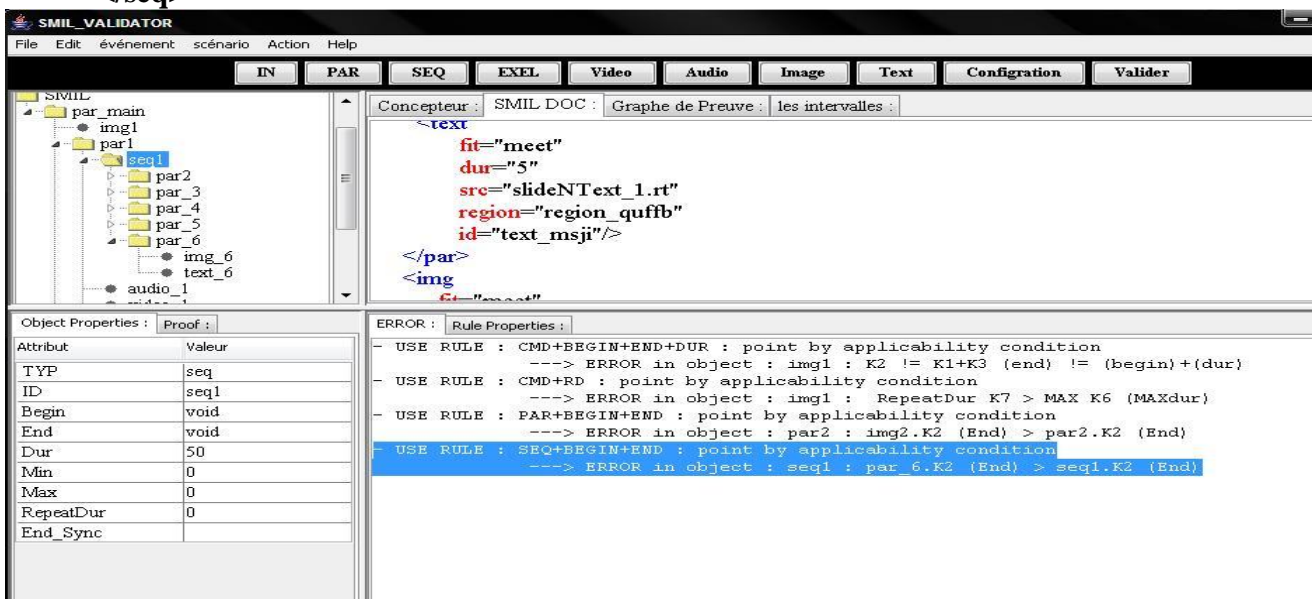 </seq>
SMIL_VALIDATOR
File Edit événement scénario Action Help
IN PAR SEQ EXEL Video Audio Image Text Configration Valider
SMIL
par_main
img1
par1
seq1
par2
par_3
par_4
par_5
par_6
img_6
text_6
audio_1
Concepteur : SMIL DOC : Graphe de Preuve : les intervalles :
<text
fit="meet"
dur="5"
src="slideNText_1.rt"
region="region_quffb"
id="text_msji"/>
</par>
<img
fit="meet"
Object Properties : Proof :
Attribut Valeur
TYP seq
ID seq1
Begin void
End void
Dur 50
Min 0
Max 0
RepeatDur 0
End_Sync
ERROR : Rule Properties :
- USE RULE : CMD+BEGIN+END+DUR : point by applicability condition
---> ERROR in object : img1 : K2 != K1+K3 (end) != (begin)+(dur)
- USE RULE : CMD+RD : point by applicability condition
---> ERROR in object : img1 : RepeatDur K7 > MAX K6 (MAXdur)
- USE RULE : PAR+BEGIN+END : point by applicability condition
---> ERROR in object : par2 : img2.K2 (End) > par2.K2 (End)
- USE RULE : SEQ+BEGIN+END : point by applicability condition
---> ERROR in object : seq1 : par_6.K2 (End) > seq1.K2 (End)